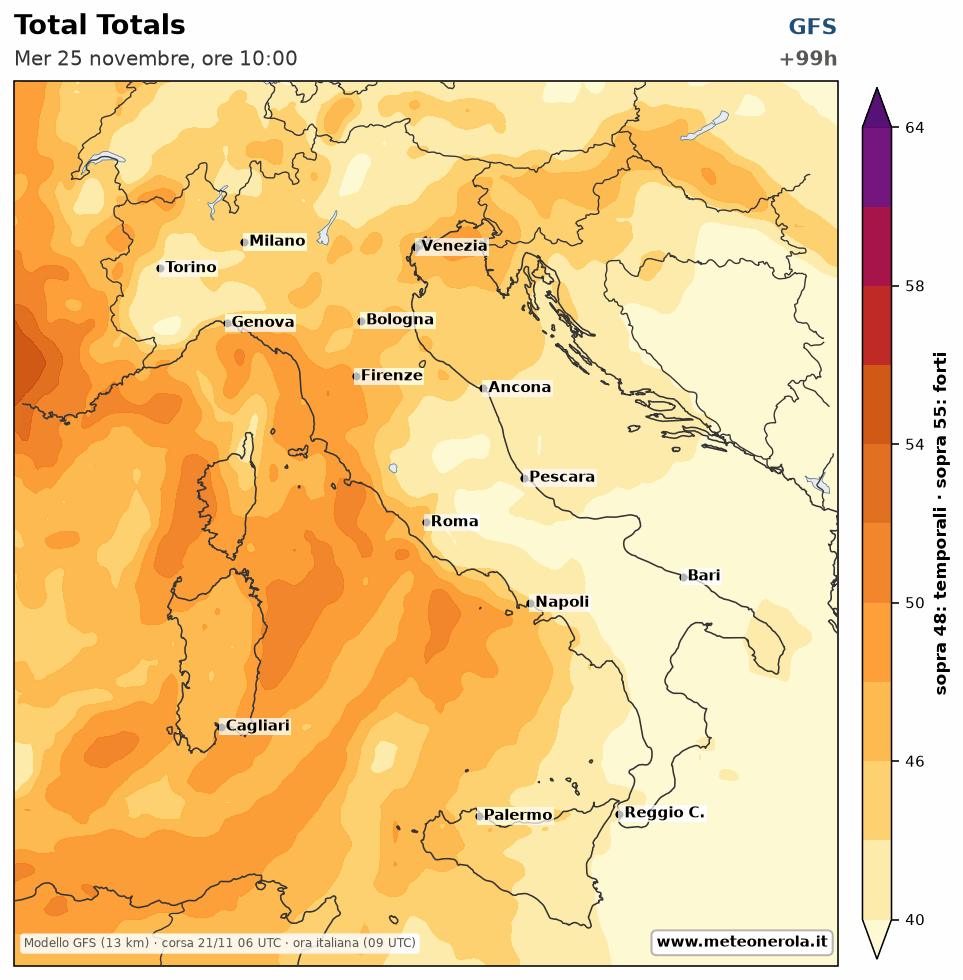 Total Totals
GFS
Mer 25 novembre, ore 10:00
+99h
64
58
54
50
46
40
sopra 48: temporali · sopra 55: forti
Milano
Venezia
Torino
Genova
Bologna
Firenze
Ancona
Pescara
Roma
Bari
Napoli
Cagliari
Palermo
Reggio C.
Modello GFS (13 km) · corsa 21/11 06 UTC · ora italiana (09 UTC)
www.meteonerola.it